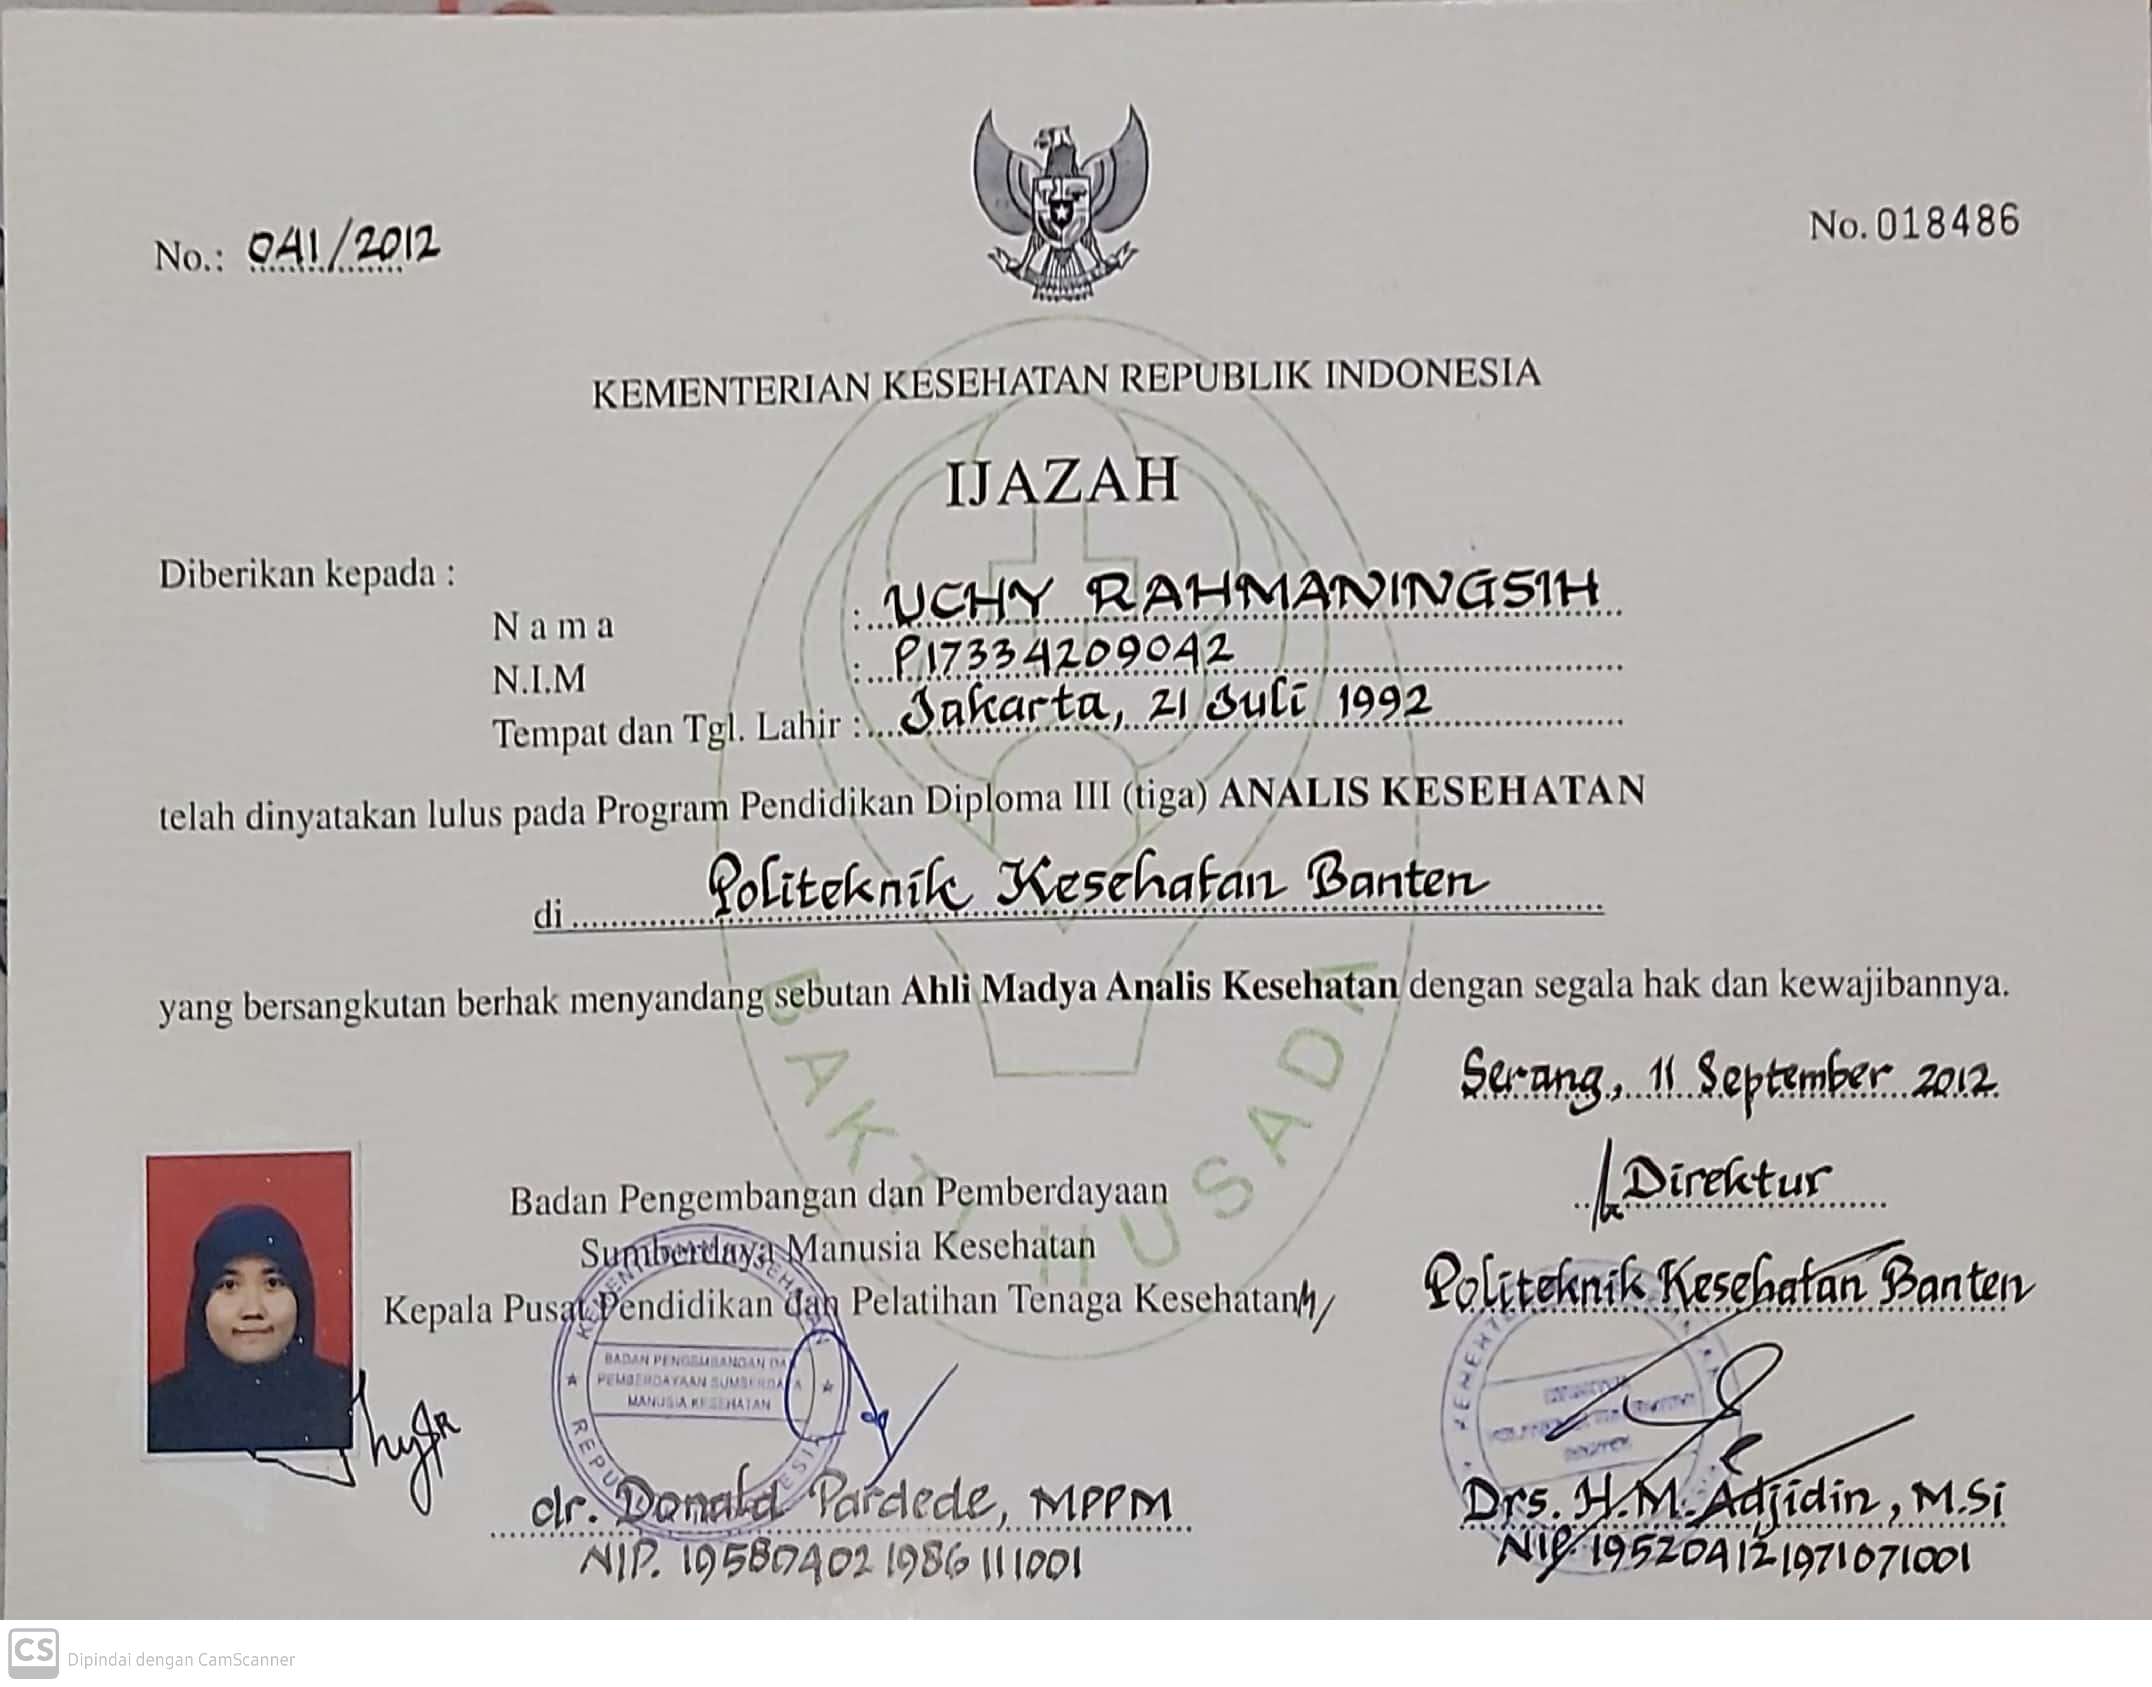 No.: 041/2012
No. 018486
KEMENTERIAN KESEHATAN REPUBLIK INDONESIA
IJAZAH
Diberikan kepada :
Nama : UCHY RAHMANINGSIH
N.I.M : P17334209042
Tempat dan Tgl. Lahir : Jakarta, 21 Juli 1992
telah dinyatakan lulus pada Program Pendidikan Diploma III (tiga) ANALIS KESEHATAN
di Politeknik Kesehatan Banten
yang bersangkutan berhak menyandang sebutan Ahli Madya Analis Kesehatan dengan segala hak dan kewajibannya.
BAKTI HUSADA
Serang, 11 September 2012
Direktur
Politeknik Kesehatan Banten
Badan Pengembangan dan Pemberdayaan
Sumberdaya Manusia Kesehatan
Kepala Pusat Pendidikan dan Pelatihan Tenaga Kesehatan
BADAN PENGEMBANGAN DAN
PEMBERDAYAAN SUMBERDAYA
MANUSIA KESEHATAN
dr. Donald Pardede, MPPM
NIP. 195804021986111001
Drs. H.M. Adjidin, M.Si
NIP 195204121971071001
CS Dipindai dengan CamScanner